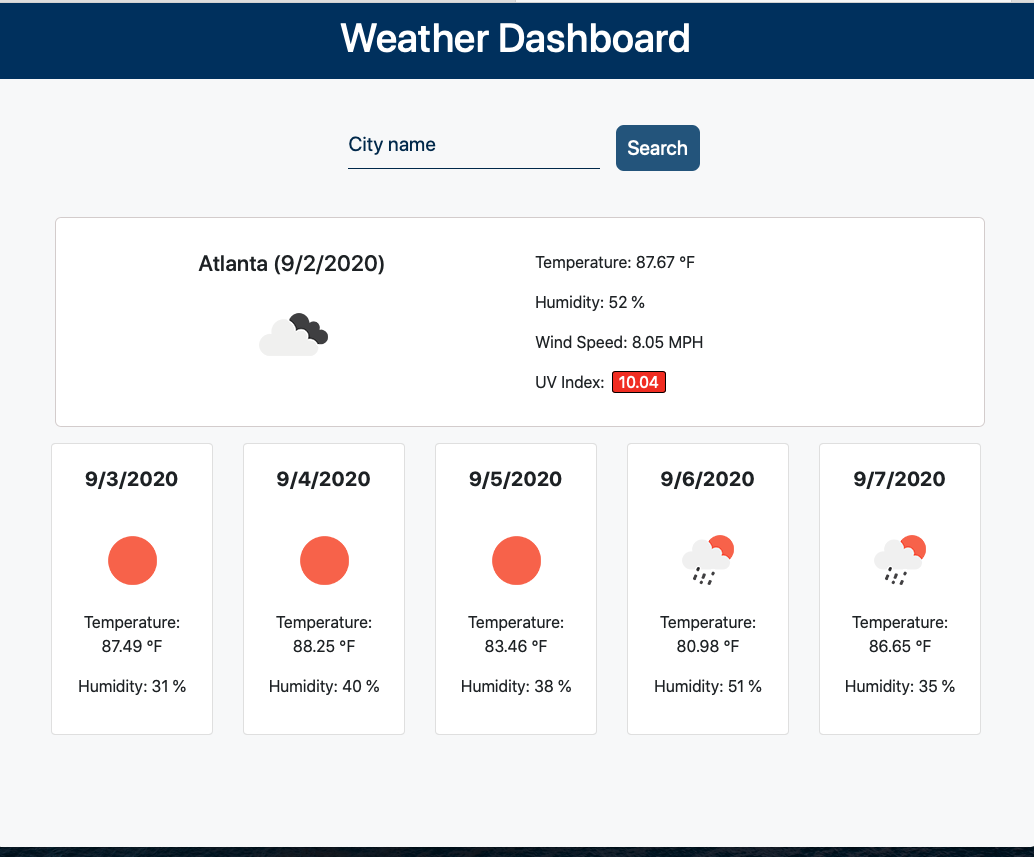 Weather Dashboard
City name
Search
Atlanta (9/2/2020)
Temperature: 87.67 °F
Humidity: 52 %
Wind Speed: 8.05 MPH
UV Index: 10.04
9/3/2020
Temperature:
87.49 °F
Humidity: 31 %
9/4/2020
Temperature:
88.25 °F
Humidity: 40 %
9/5/2020
Temperature:
83.46 °F
Humidity: 38 %
9/6/2020
Temperature:
80.98 °F
Humidity: 51 %
9/7/2020
Temperature:
86.65 °F
Humidity: 35 %